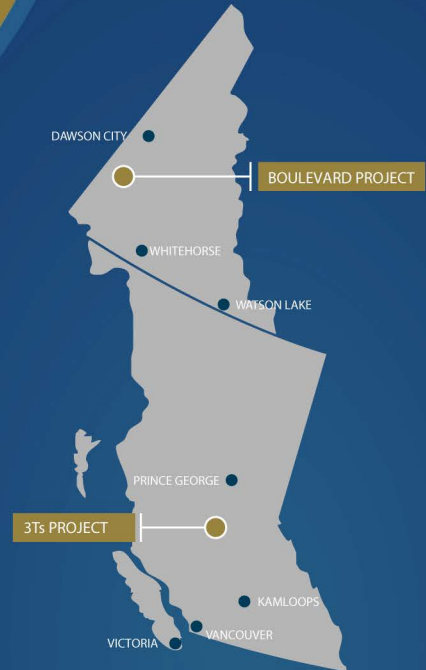 DAWSON CITY
BOULEVARD PROJECT
WHITEHORSE
WATSON LAKE
PRINCE GEORGE
3Ts PROJECT
KAMLOOPS
VANCOUVER
VICTORIA